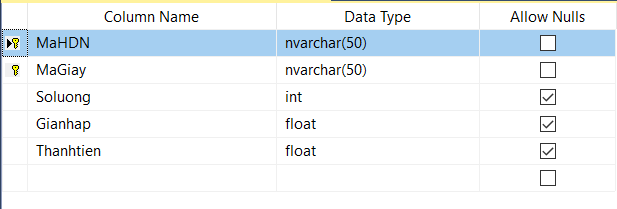 Column Name Data Type Allow Nulls
MaHDN nvarchar(50)
MaGiay nvarchar(50)
Soluong int
Gianhap float
Thanhtien float